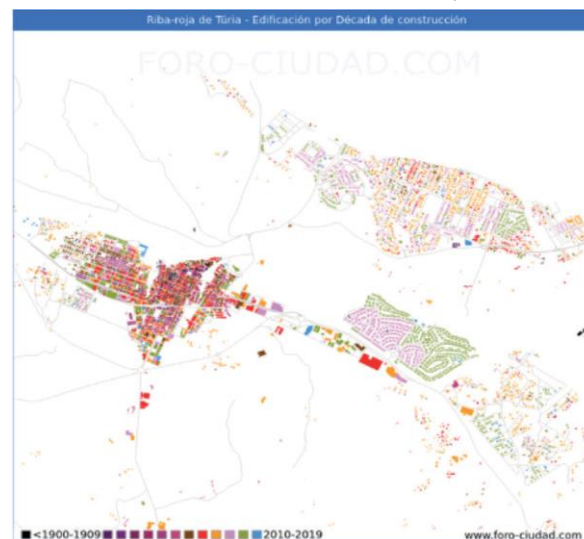 Riba-roja de Túria - Edificación por Década de construcción
FORO-CIUDAD.COM
<1900-1909 2010-2019 www.foro-ciudad.com